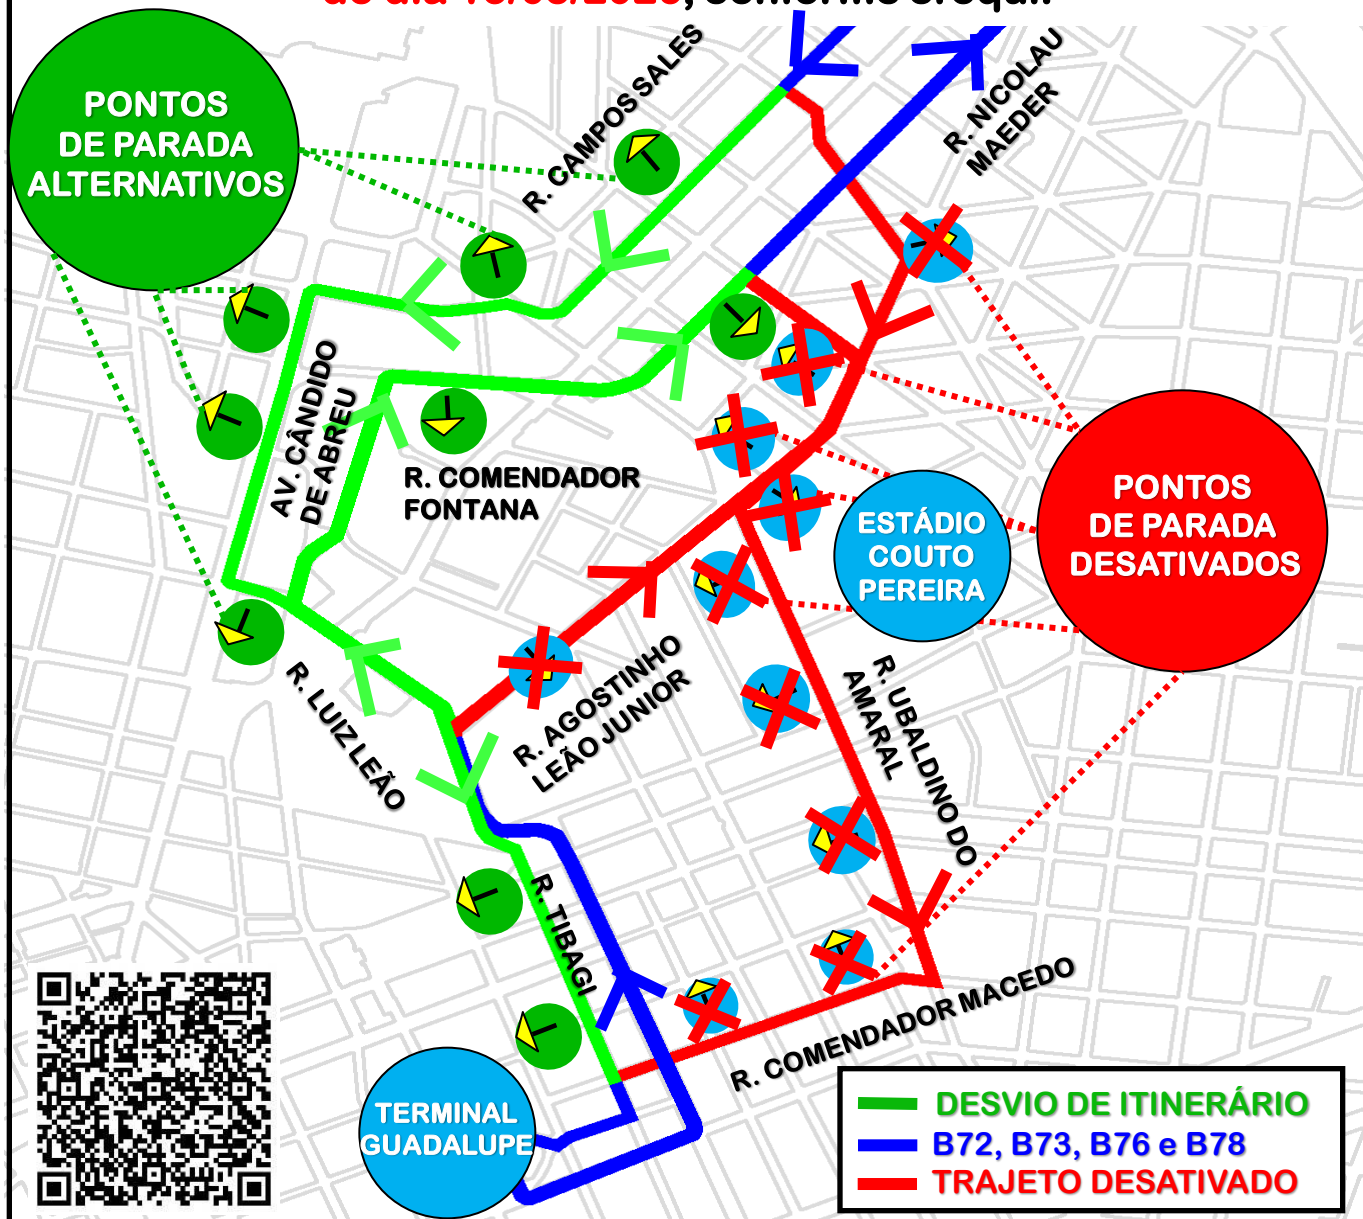 PONTOS
DE PARADA
ALTERNATIVOS
R. CAMPOS SALES
R. NICOLAU
MAEDER
AV. CÂNDIDO
DE ABREU
R. COMENDADOR
FONTANA
ESTÁDIO
COUTO
PEREIRA
PONTOS
DE PARADA
DESATIVADOS
R. LUIZ LEÃO
R. AGOSTINHO
LEÃO JUNIOR
R. UBALDINO DO
AMARAL
R. TIBAGI
R. COMENDADOR MACEDO
TERMINAL
GUADALUPE
DESVIO DE ITINERÁRIO
B72, B73, B76 e B78
TRAJETO DESATIVADO